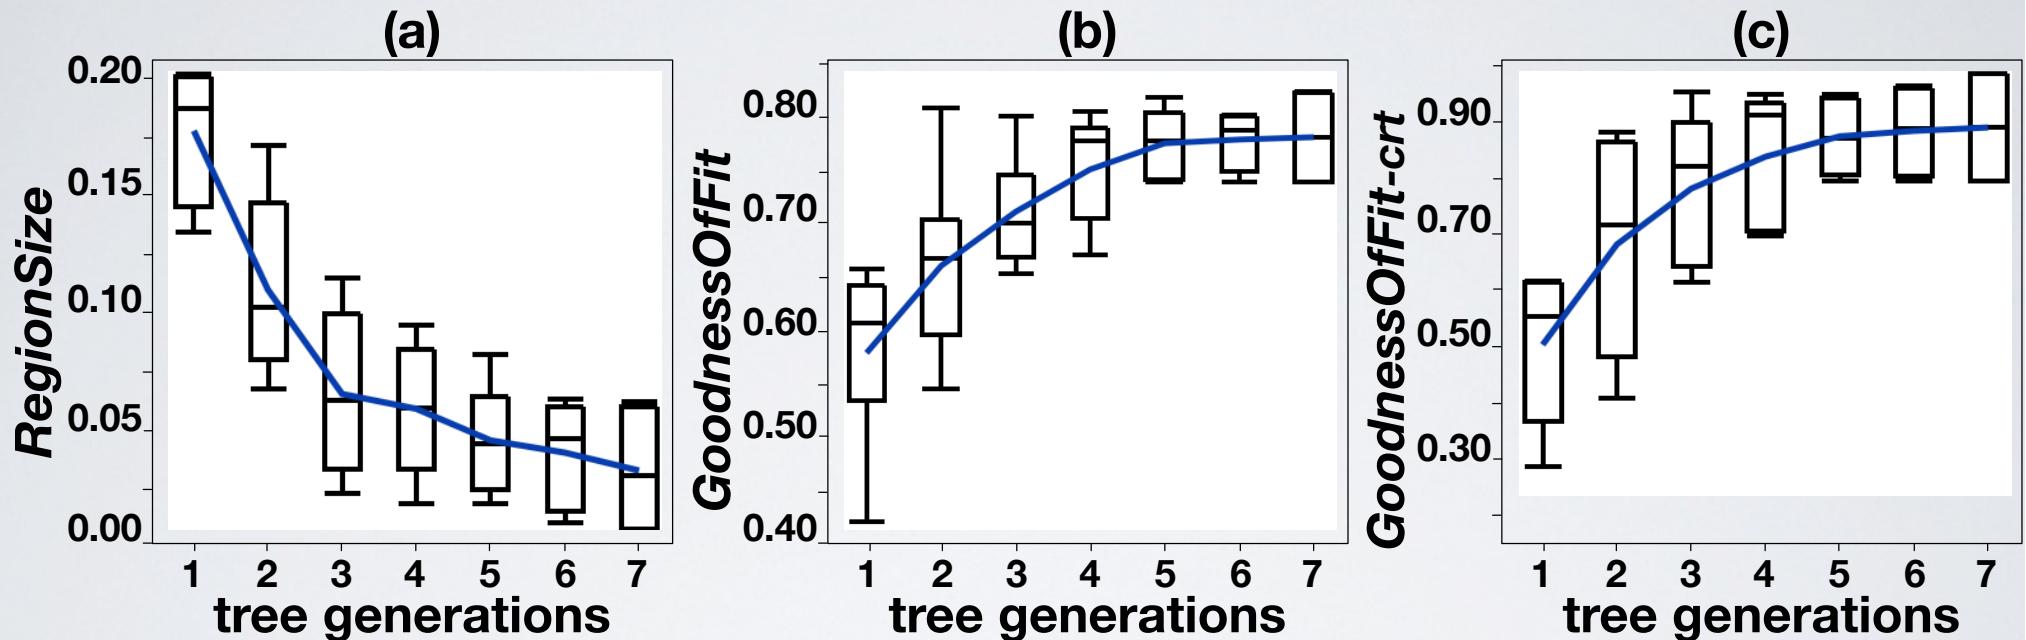 (a)
RegionSize
0.20
0.15
0.10
0.05
0.00
1 2 3 4 5 6 7
tree generations
(b)
GoodnessOfFit
0.80
0.70
0.60
0.50
0.40
1 2 3 4 5 6 7
tree generations
(c)
GoodnessOfFit-crt
0.90
0.70
0.50
0.30
1 2 3 4 5 6 7
tree generations